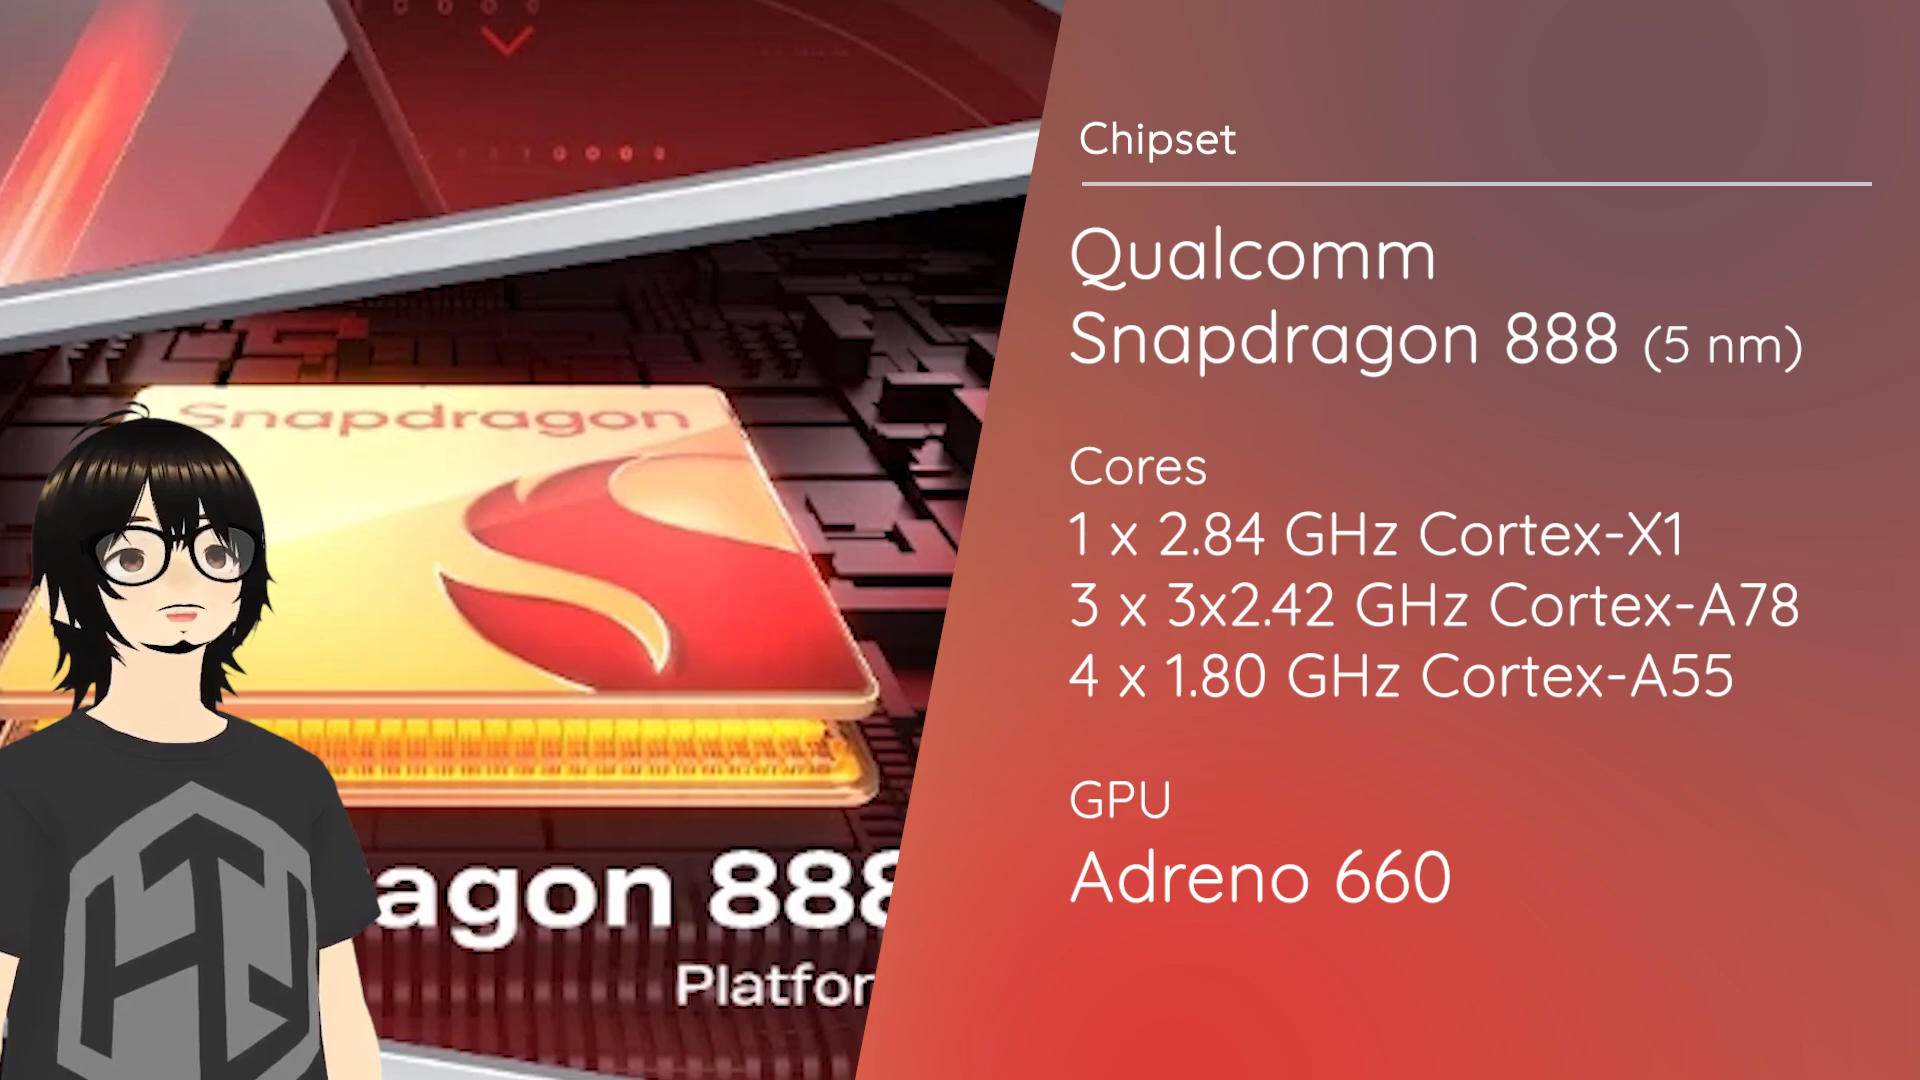 Chipset
Qualcomm
Snapdragon 888 (5 nm)
Cores
1 x 2.84 GHz Cortex-X1
3 x 3x2.42 GHz Cortex-A78
4 x 1.80 GHz Cortex-A55
GPU
Adreno 660
Snapdragon
agon 888
Platfor